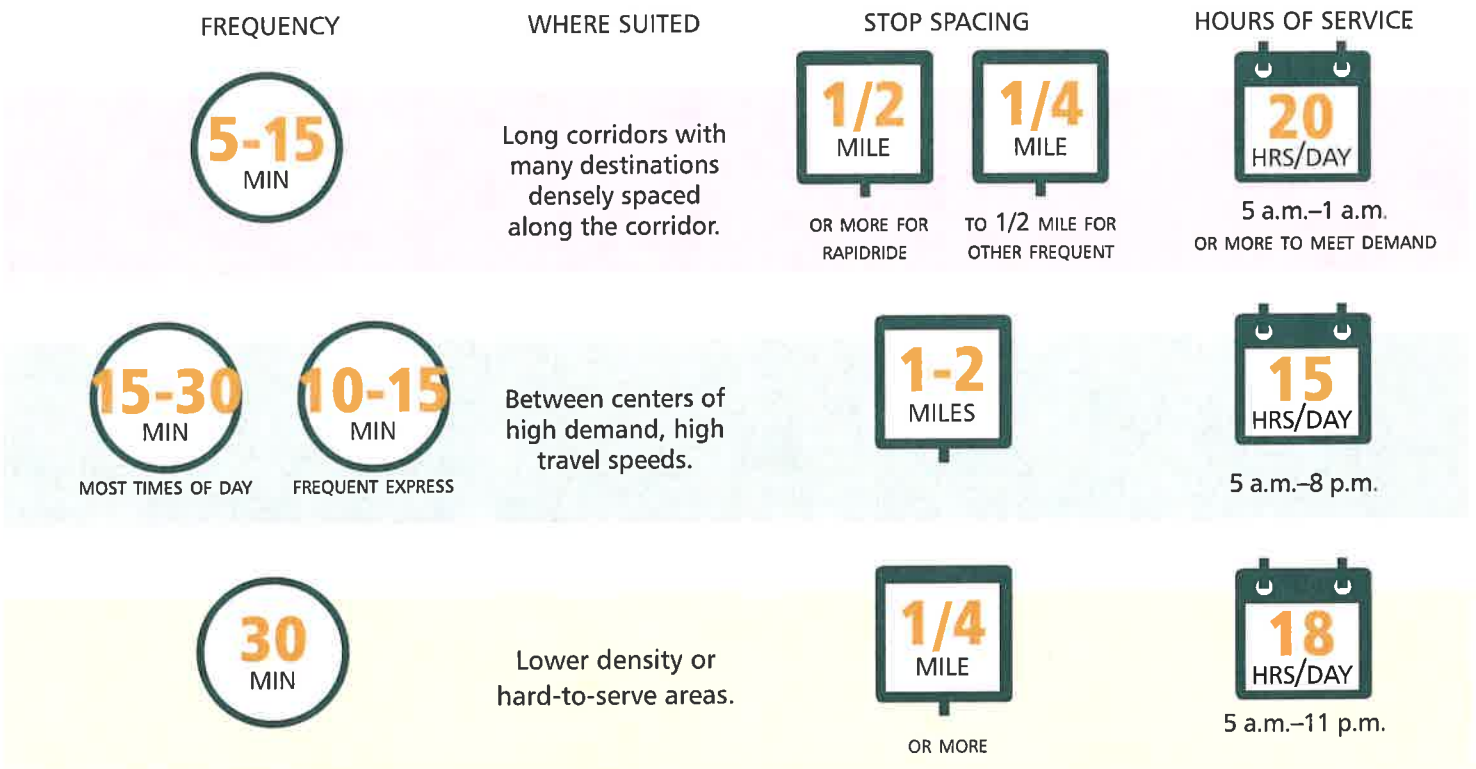 FREQUENCY
WHERE SUITED
STOP SPACING
HOURS OF SERVICE
5-15
MIN
Long corridors with
many destinations
densely spaced
along the corridor.
1/2
MILE
OR MORE FOR
RAPIDRIDE
1/4
MILE
TO 1/2 MILE FOR
OTHER FREQUENT
20
HRS/DAY
5 a.m.–1 a.m.
OR MORE TO MEET DEMAND
15-30
MIN
MOST TIMES OF DAY
10-15
MIN
FREQUENT EXPRESS
Between centers of
high demand, high
travel speeds.
1-2
MILES
15
HRS/DAY
5 a.m.–8 p.m.
30
MIN
Lower density or
hard-to-serve areas.
1/4
MILE
OR MORE
18
HRS/DAY
5 a.m.–11 p.m.